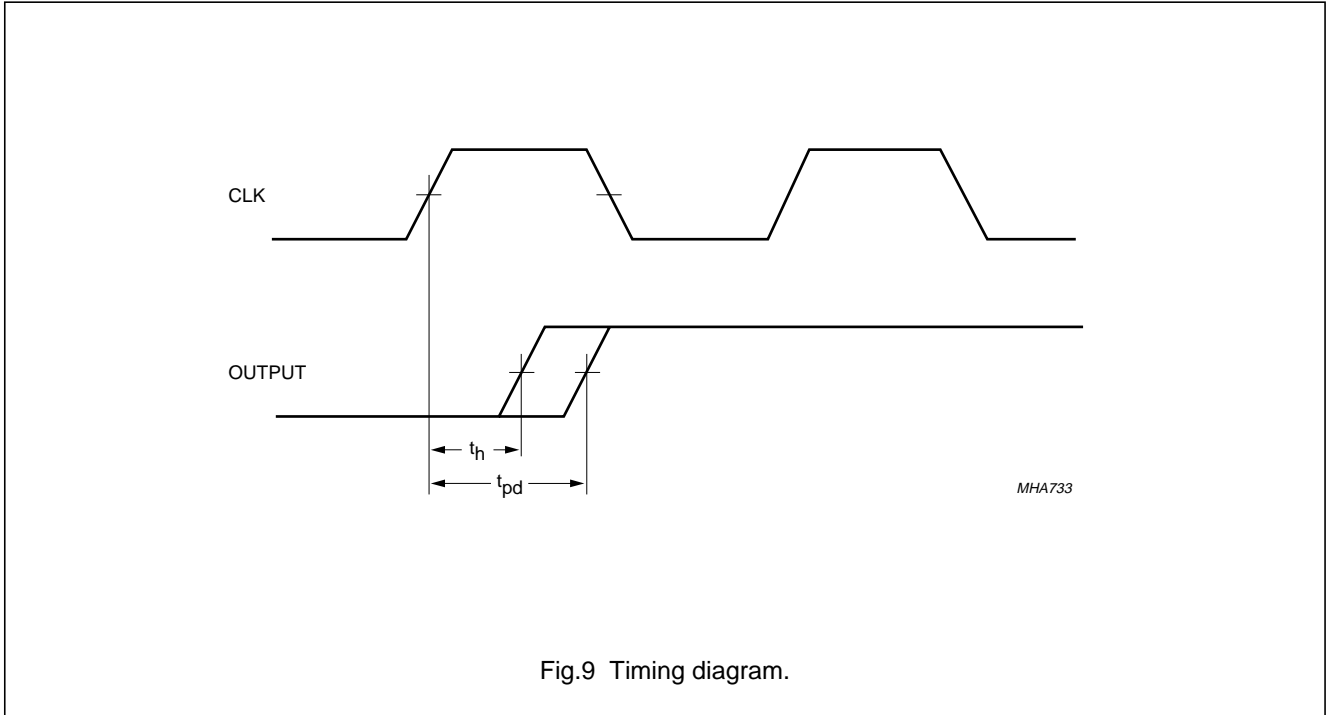 CLK
OUTPUT
th
tpd
MHA733
Fig.9 Timing diagram.